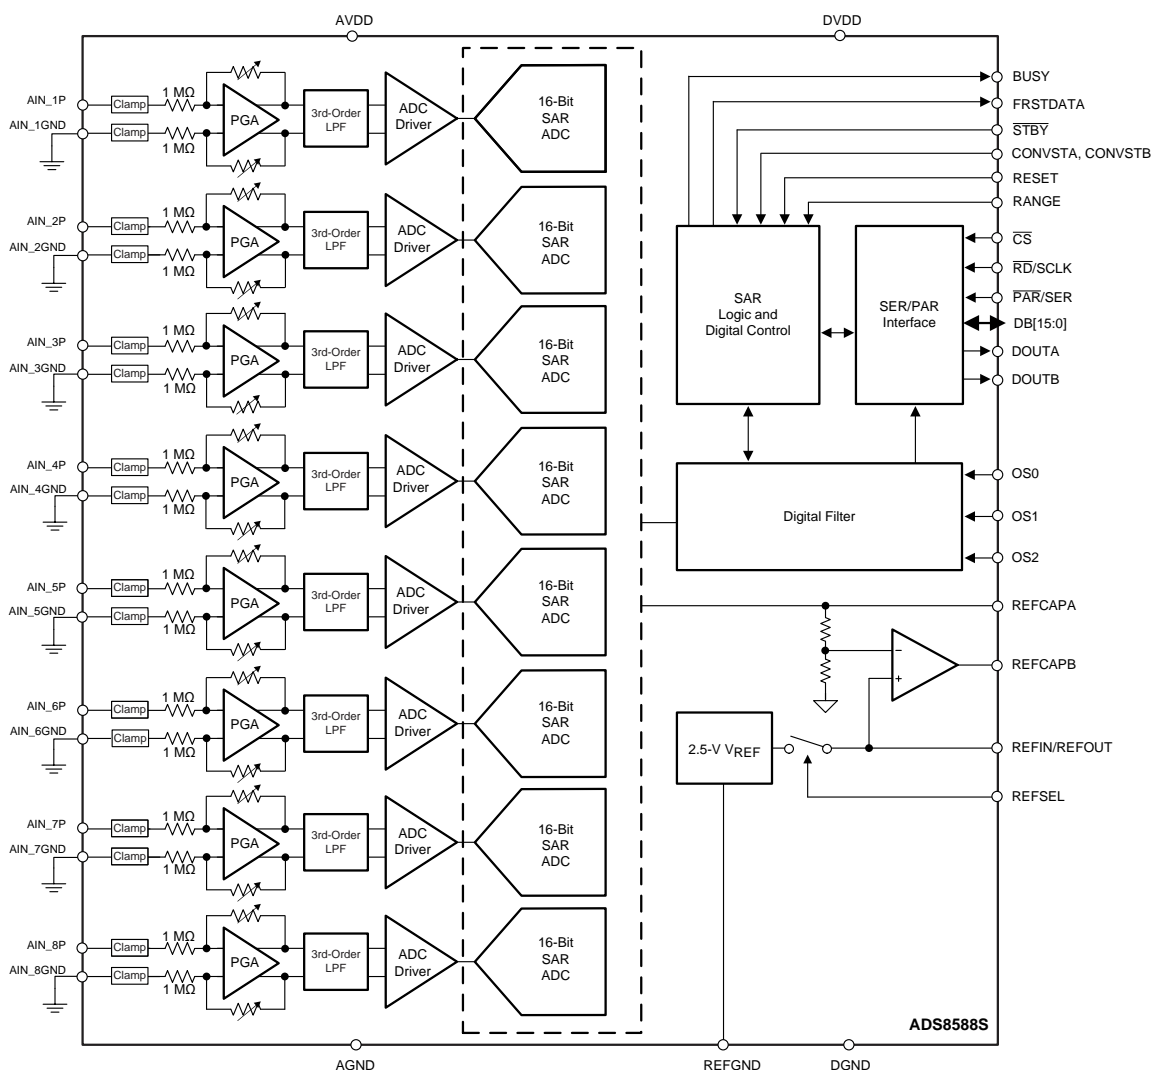 AVDD
DVDD
AIN_1P
Clamp
1 MΩ
AIN_1GND
Clamp
1 MΩ
PGA
3rd-Order
LPF
ADC
Driver
16-Bit
SAR
ADC
AIN_2P
Clamp
1 MΩ
AIN_2GND
Clamp
1 MΩ
PGA
3rd-Order
LPF
ADC
Driver
16-Bit
SAR
ADC
AIN_3P
Clamp
1 MΩ
AIN_3GND
Clamp
1 MΩ
PGA
3rd-Order
LPF
ADC
Driver
16-Bit
SAR
ADC
AIN_4P
Clamp
1 MΩ
AIN_4GND
Clamp
1 MΩ
PGA
3rd-Order
LPF
ADC
Driver
16-Bit
SAR
ADC
AIN_5P
Clamp
1 MΩ
AIN_5GND
Clamp
1 MΩ
PGA
3rd-Order
LPF
ADC
Driver
16-Bit
SAR
ADC
AIN_6P
Clamp
1 MΩ
AIN_6GND
Clamp
1 MΩ
PGA
3rd-Order
LPF
ADC
Driver
16-Bit
SAR
ADC
AIN_7P
Clamp
1 MΩ
AIN_7GND
Clamp
1 MΩ
PGA
3rd-Order
LPF
ADC
Driver
16-Bit
SAR
ADC
AIN_8P
Clamp
1 MΩ
AIN_8GND
Clamp
1 MΩ
PGA
3rd-Order
LPF
ADC
Driver
16-Bit
SAR
ADC
BUSY
FRSTDATA
S̅T̅B̅Y̅
CONVSTA, CONVSTB
RESET
RANGE
C̅S̅
R̅D̅/SCLK
P̅A̅R̅/SER
DB[15:0]
DOUTA
DOUTB
SAR
Logic and
Digital Control
SER/PAR
Interface
Digital Filter
OS0
OS1
OS2
REFCAPA
−
+
REFCAPB
2.5-V VREF
REFIN/REFOUT
REFSEL
ADS8588S
AGND
REFGND
DGND